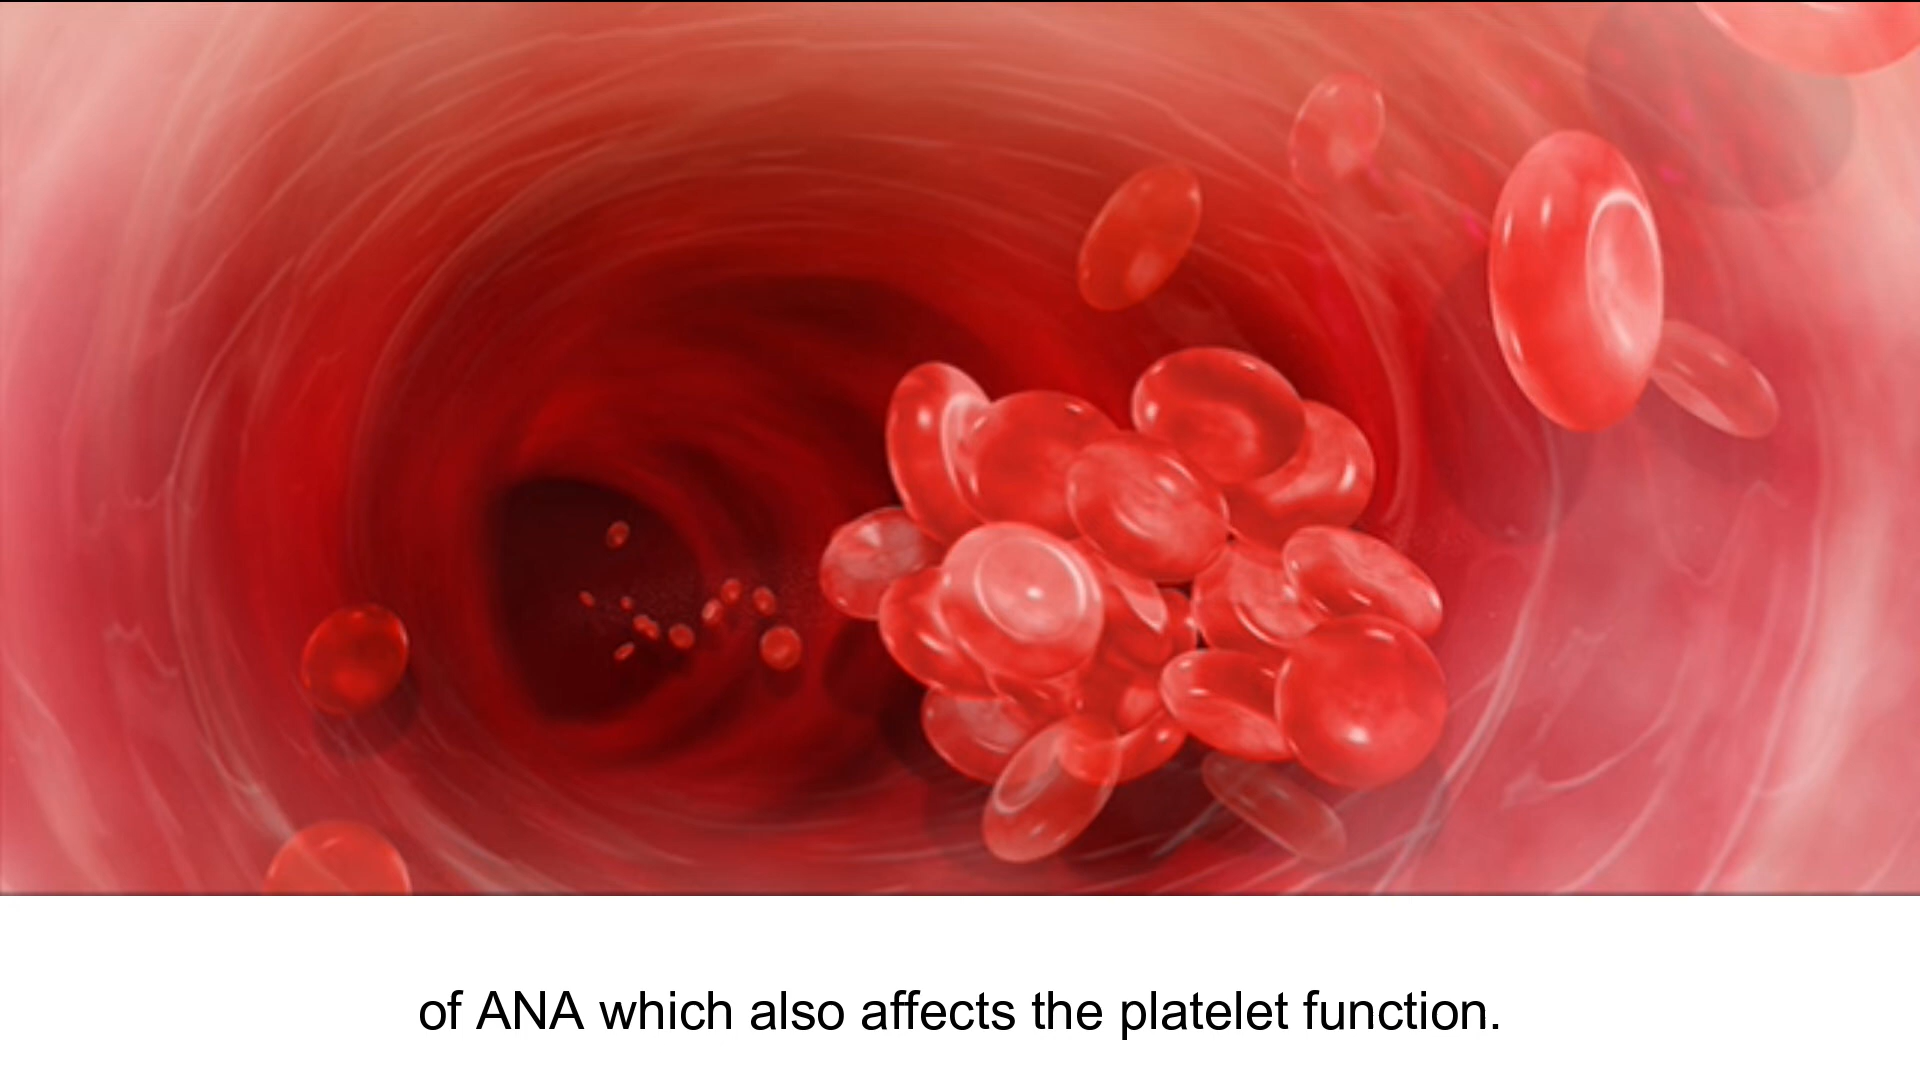 of ANA which also affects the platelet function.